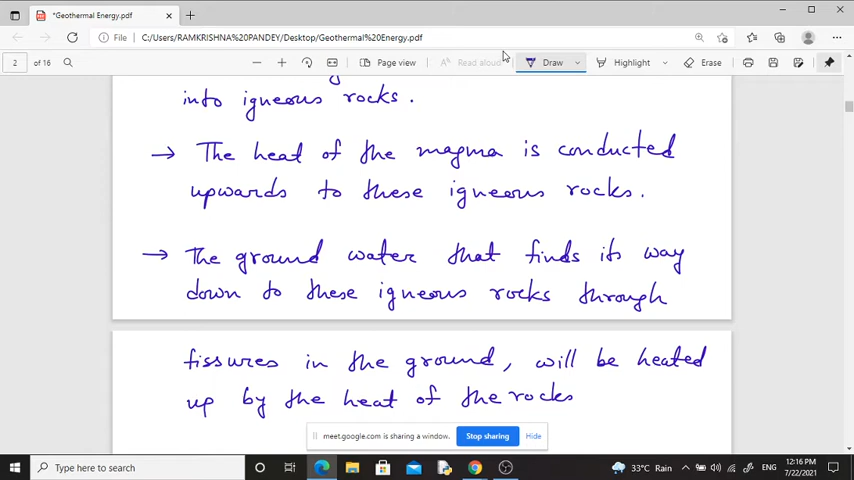 *Geothermal Energy.pdf
File
C:/Users/RAMKRISHNA%20PANDEY/Desktop/Geothermal%20Energy.pdf
2 of 16
Page view
Read aloud
Draw
Highlight
Erase
into igneous rocks.
→ The heat of the magma is conducted
upwards to these igneous rocks.
→ The ground water that finds its way
down to these igneous rocks through
fissures in the ground, will be heated
up by the heat of the rocks
meet.google.com is sharing a window.
Stop sharing
Hide
Type here to search
33°C Rain
ENG
12:16 PM
7/22/2021